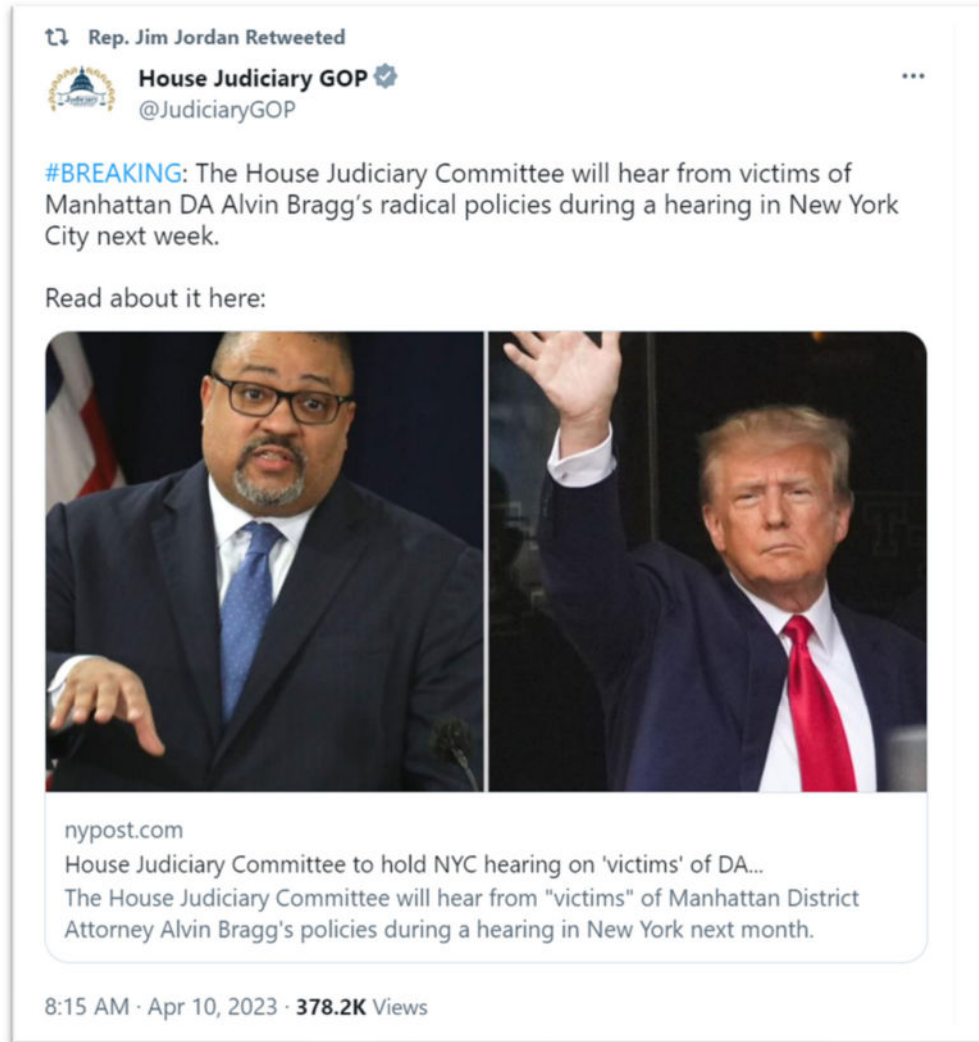 Rep. Jim Jordan Retweeted
House Judiciary GOP
@JudiciaryGOP
#BREAKING: The House Judiciary Committee will hear from victims of
Manhattan DA Alvin Bragg's radical policies during a hearing in New York
City next week.
Read about it here:
nypost.com
House Judiciary Committee to hold NYC hearing on 'victims' of DA...
The House Judiciary Committee will hear from "victims" of Manhattan District
Attorney Alvin Bragg's policies during a hearing in New York next month.
8:15 AM · Apr 10, 2023 · 378.2K Views